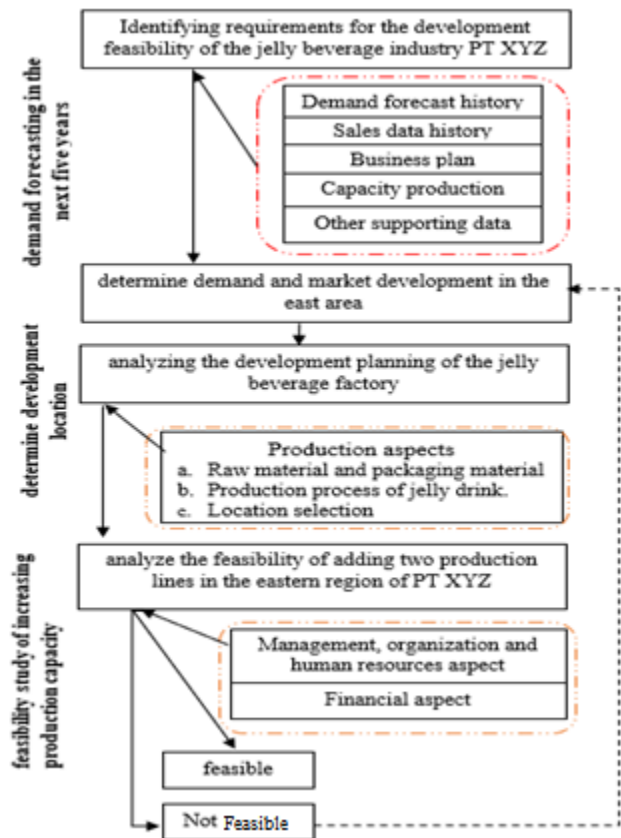 demand forecasting in the
next five years
Identifying requirements for the development
feasibility of the jelly beverage industry PT XYZ
Demand forecast history
Sales data history
Business plan
Capacity production
Other supporting data
determine demand and market development in the
east area
determine development
location
analyzing the development planning of the jelly
beverage factory
Production aspects
a. Raw material and packaging material
b. Production process of jelly drink.
c. Location selection
feasibility study of increasing
production capacity
analyze the feasibility of adding two production
lines in the eastern region of PT XYZ
Management, organization and
human resources aspect
Financial aspect
feasible
Not Feasible